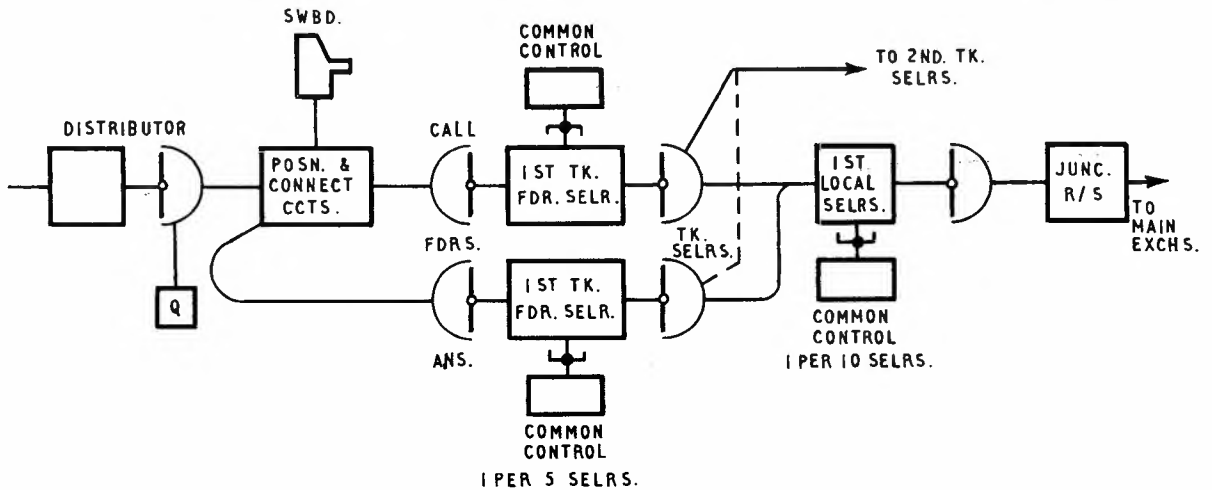 SWBD.
COMMON
CONTROL
TO 2ND. TK.
SELRS.
DISTRIBUTOR
CALL
POSN. &
CONNECT
CCTS.
1ST TK.
FDR. SELR.
1ST.
LOCAL
SELRS.
JUNC.
R/S
TO
MAIN
EXCHS.
FDRS.
TK.
SELRS.
Q
1ST TK.
FDR. SELR.
ANS.
COMMON
CONTROL
1 PER 10 SELRS.
COMMON
CONTROL
1 PER 5 SELRS.